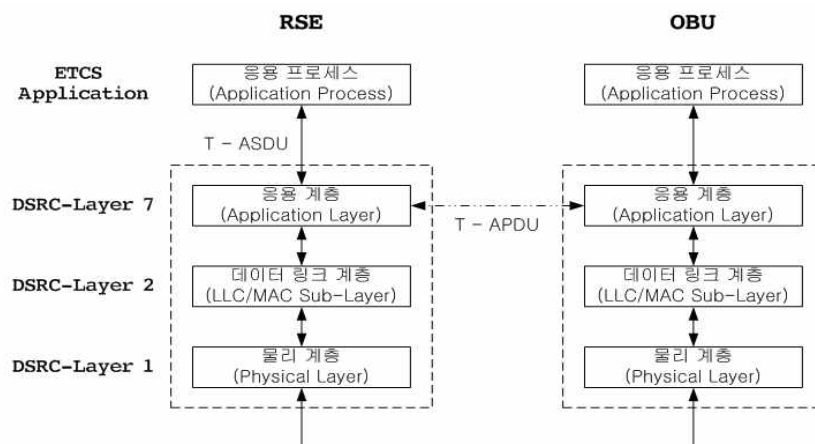 RSE
OBU
ETCS
Application
응용 프로세스
(Application Process)
응용 프로세스
(Application Process)
T - ASDU
DSRC-Layer 7
응용 계층
(Application Layer)
T - APDU
응용 계층
(Application Layer)
DSRC-Layer 2
데이터 링크 계층
(LLC/MAC Sub-Layer)
데이터 링크 계층
(LLC/MAC Sub-Layer)
DSRC-Layer 1
물리 계층
(Physical Layer)
물리 계층
(Physical Layer)